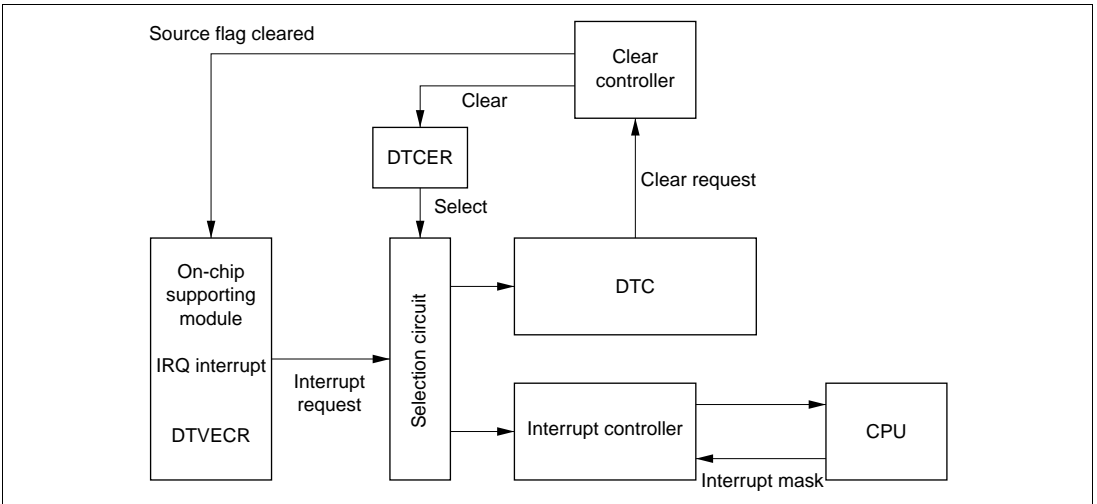 Source flag cleared
Clear
controller
Clear
DTCER
Clear request
Select
On-chip
supporting
module
IRQ interrupt
DTVECR
Interrupt
request
Selection circuit
DTC
Interrupt controller
CPU
Interrupt mask